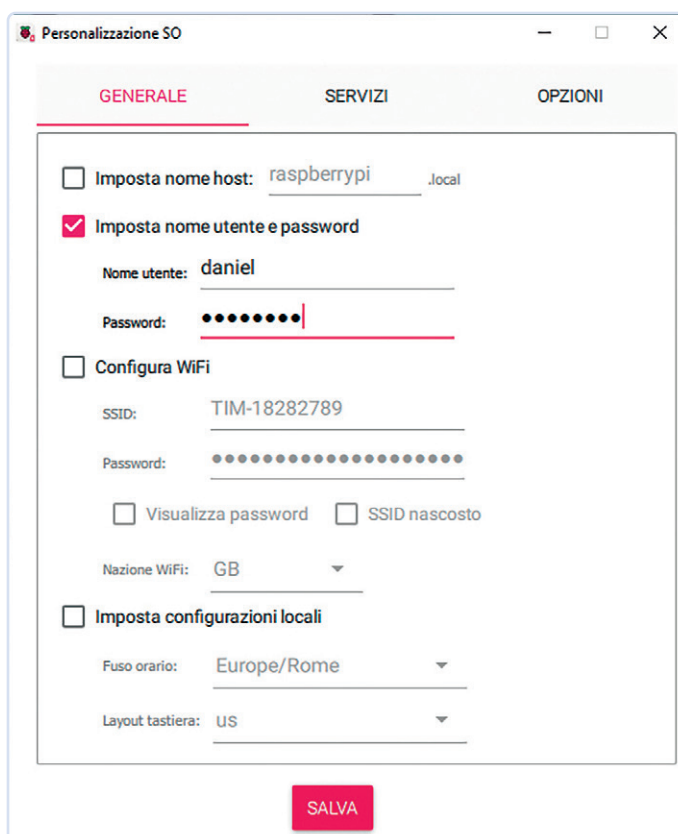 Personalizzazione SO
GENERALE SERVIZI OPZIONI
Imposta nome host: raspberrypi .local
Imposta nome utente e password
Nome utente: daniel
Password: ●●●●●●●●
Configura WiFi
SSID: TIM-18282789
Password: ●●●●●●●●●●●●●●●●●●●●
Visualizza password SSID nascosto
Nazione WiFi: GB
Imposta configurazioni locali
Fuso orario: Europe/Rome
Layout tastiera: us
SALVA